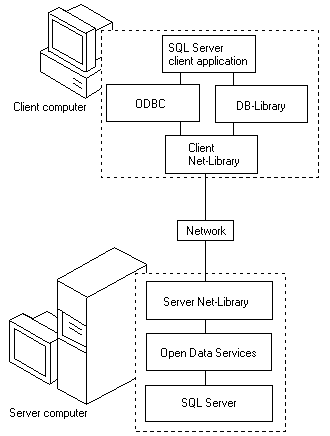 SQL Server
client application
ODBC
DB-Library
Client computer
Client
Net-Library
Network
Server Net-Library
Open Data Services
SQL Server
Server computer